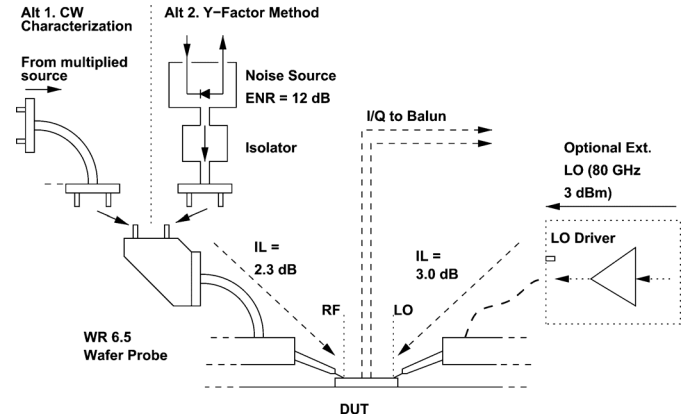 Alt 1. CW
Characterization
Alt 2. Y−Factor Method
From multiplied
source
Noise Source
ENR = 12 dB
Isolator
I/Q to Balun
Optional Ext.
LO (80 GHz
3 dBm)
LO Driver
IL =
2.3 dB
IL =
3.0 dB
RF
LO
WR 6.5
Wafer Probe
DUT